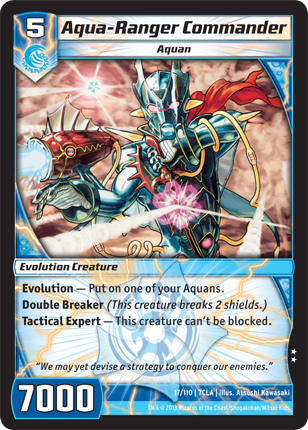 5 Aqua-Ranger Commander
Aquan
Evolution Creature
Evolution — Put on one of your Aquans.
Double Breaker (This creature breaks 2 shields.)
Tactical Expert — This creature can't be blocked.
"We may yet devise a strategy to conquer our enemies."
7000
17/110 | 7CLA | Illus. Atsushi Kawasaki
TM & © 2013 Wizards of the Coast/Shogakukan/Mitsui-Kids